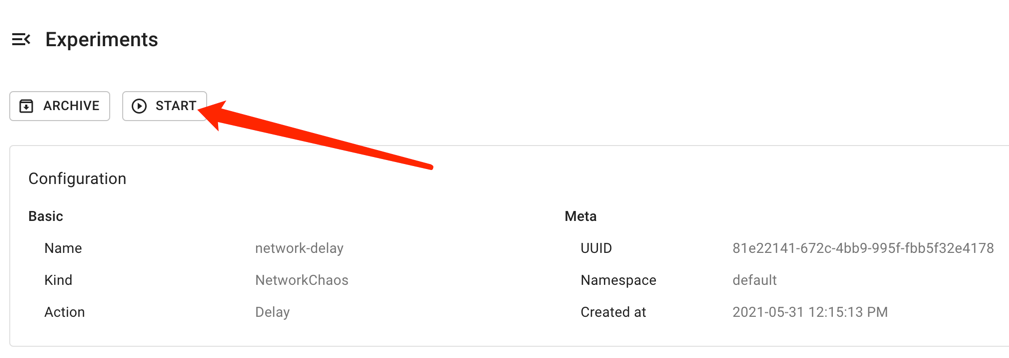 Experiments
ARCHIVE START
Configuration
Basic Meta
Name network-delay UUID 81e22141-672c-4bb9-995f-fbb5f32e4178
Kind NetworkChaos Namespace default
Action Delay Created at 2021-05-31 12:15:13 PM